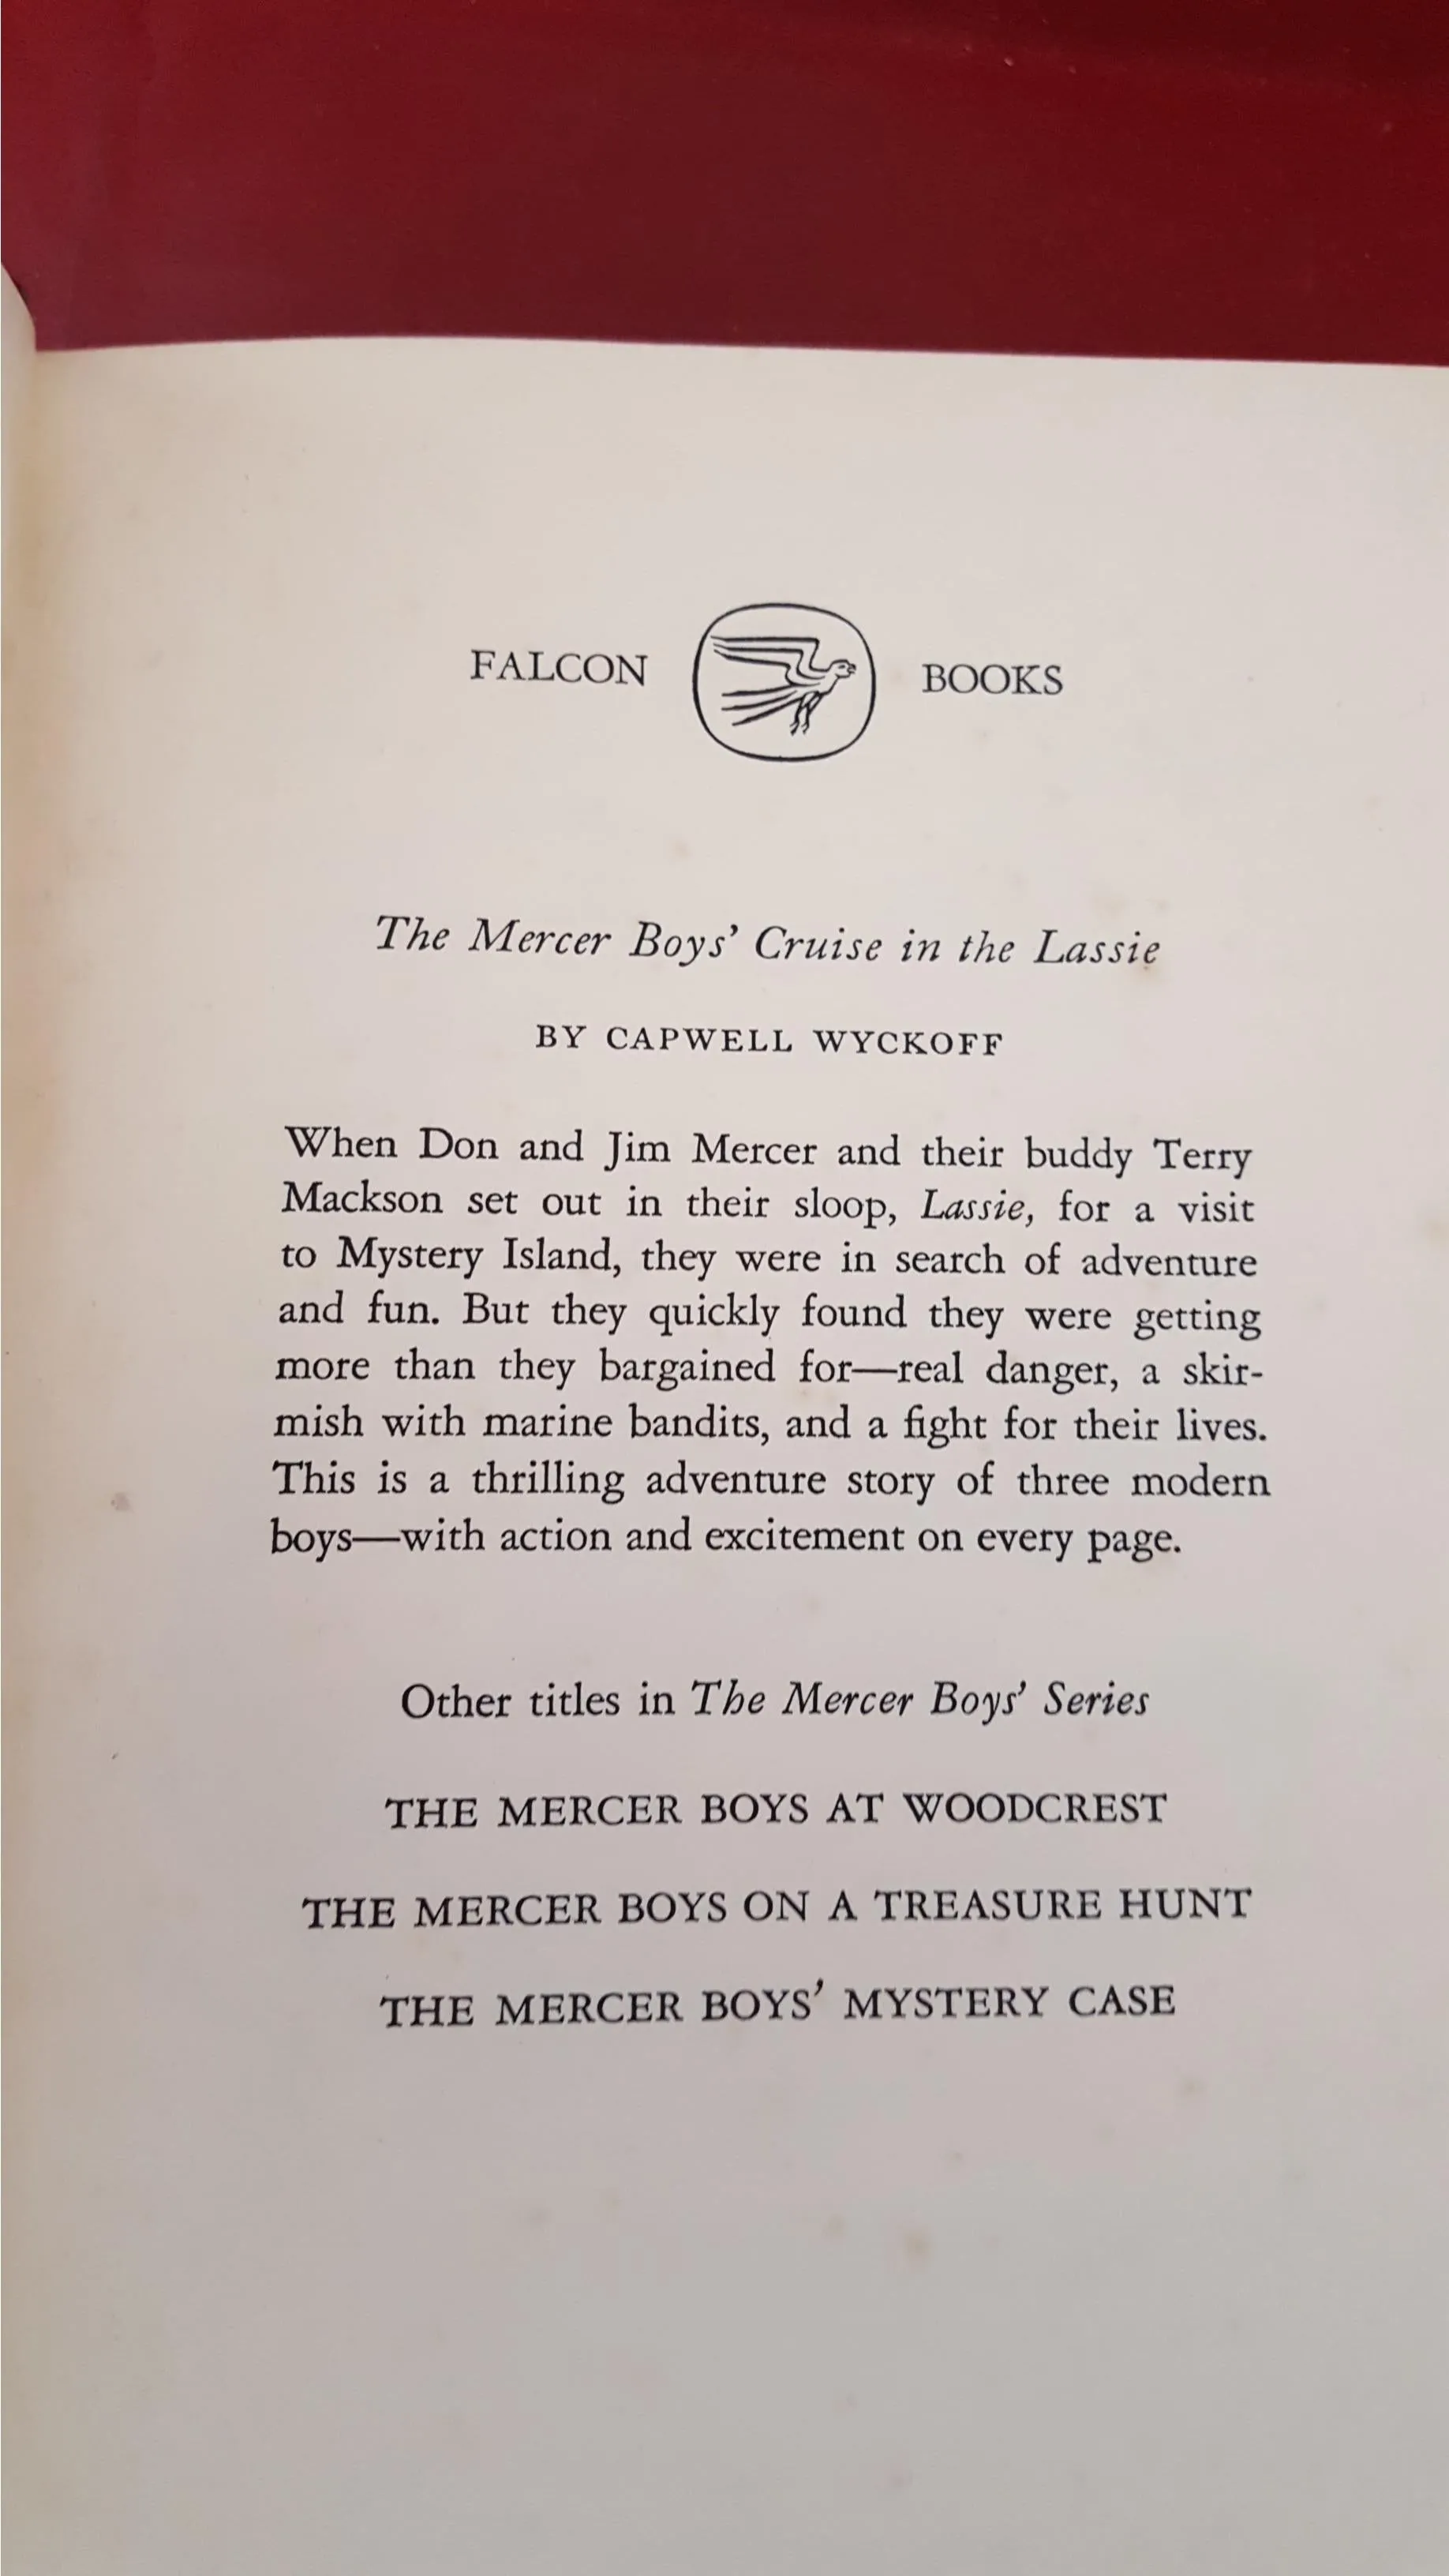 FALCON BOOKS
The Mercer Boys' Cruise in the Lassie
BY CAPWELL WYCKOFF
When Don and Jim Mercer and their buddy Terry
Mackson set out in their sloop, Lassie, for a visit
to Mystery Island, they were in search of adventure
and fun. But they quickly found they were getting
more than they bargained for—real danger, a skir-
mish with marine bandits, and a fight for their lives.
This is a thrilling adventure story of three modern
boys—with action and excitement on every page.
Other titles in The Mercer Boys' Series
THE MERCER BOYS AT WOODCREST
THE MERCER BOYS ON A TREASURE HUNT
THE MERCER BOYS' MYSTERY CASE